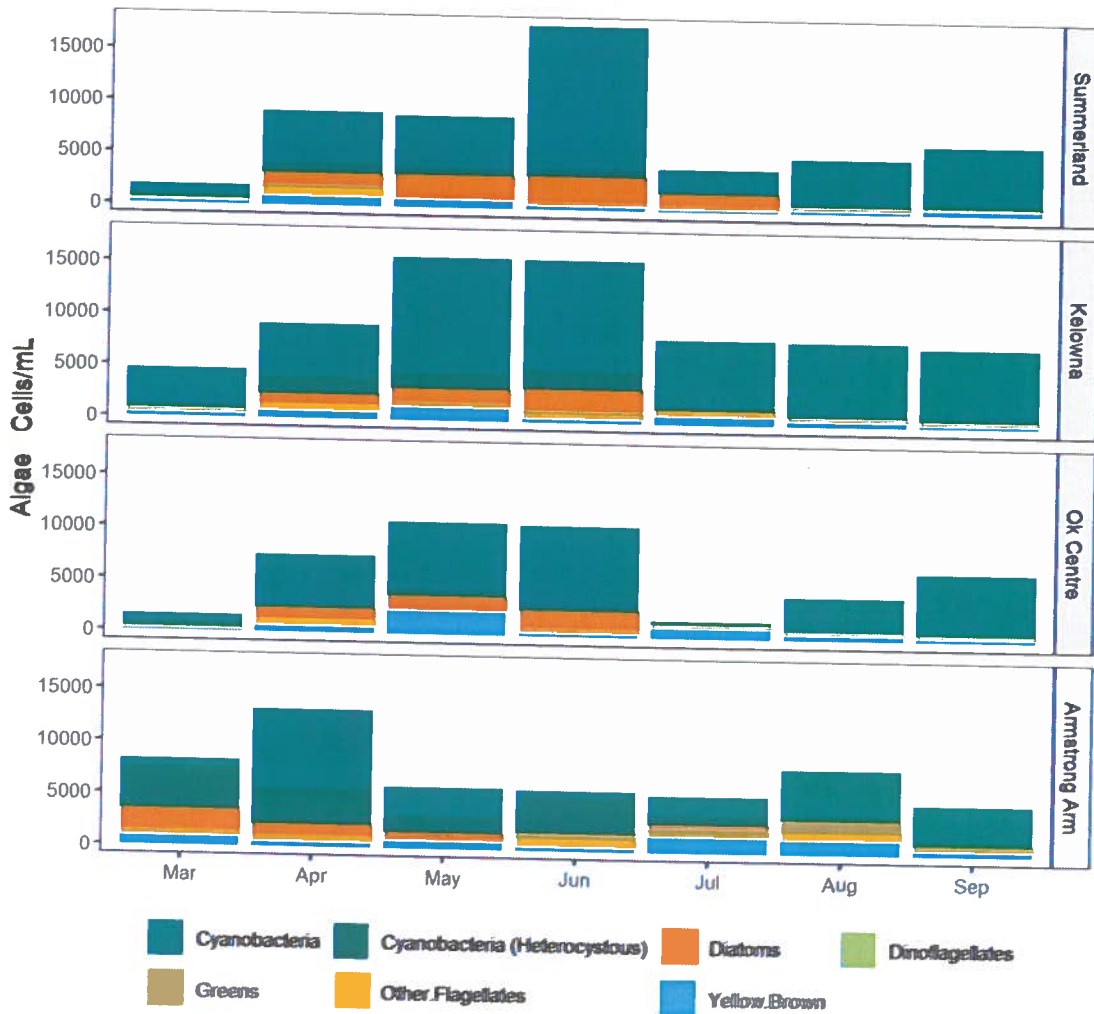 Algae Cells/mL
15000
10000
5000
0
Summerland
15000
10000
5000
0
Kelowna
15000
10000
5000
0
Ok Centre
15000
10000
5000
0
Armstrong Arm
Mar Apr May Jun Jul Aug Sep
Cyanobacteria Cyanobacteria (Heterocystous) Diatoms Dinoflagellates
Greens Other.Flagellates Yellow.Brown